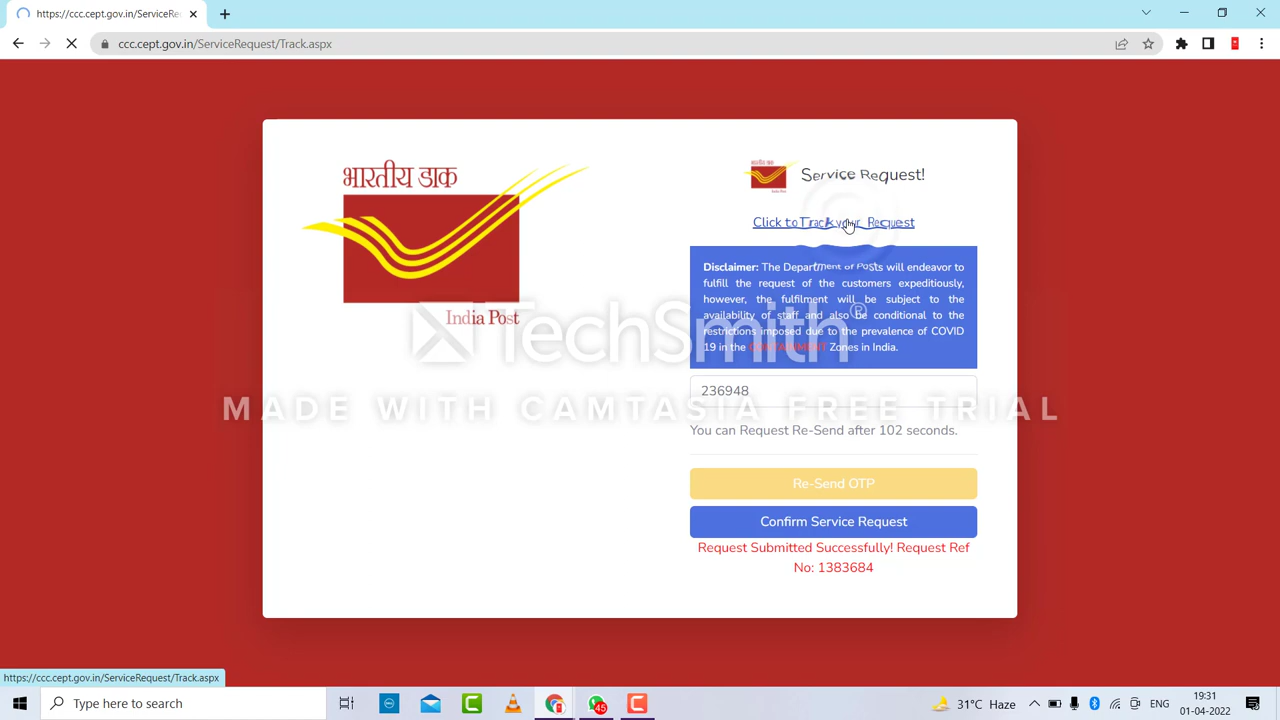 https://ccc.cept.gov.in/ServiceRe
ccc.cept.gov.in/ServiceRequest/Track.aspx
भारतीय डाक
India Post
Service Request!
Click to Track your Request
Disclaimer: The Department of Posts will endeavor to
fulfill the request of the customers expeditiously,
however, the fulfilment will be subject to the
availability of staff and also be conditional to the
restrictions imposed due to the prevalence of COVID
19 in the CONTAINMENT Zones in India.
TechSmith®
236948
MADE WITH CAMTASIA FREE TRIAL
You can Request Re-Send after 102 seconds.
Re-Send OTP
Confirm Service Request
Request Submitted Successfully! Request Ref
No: 1383684
https://ccc.cept.gov.in/ServiceRequest/Track.aspx
Type here to search
45
31°C Haze
ENG
19:31
01-04-2022